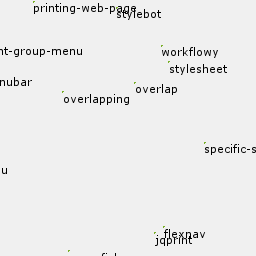 printing-web-page
stylebot
nt-group-menu
workflowy
stylesheet
nubar
overlap
overlapping
specific-s
u
flexnav
jqprint